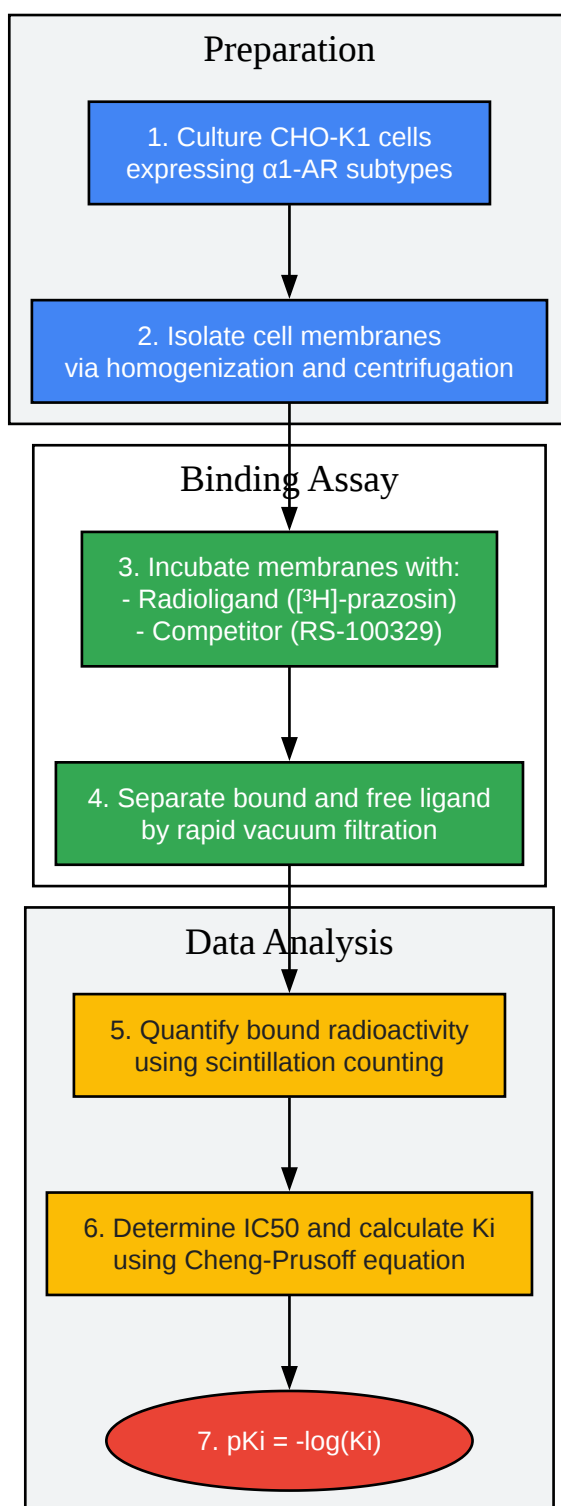 Preparation
1. Culture CHO-K1 cells
expressing α1-AR subtypes
2. Isolate cell membranes
via homogenization and centrifugation
Binding Assay
3. Incubate membranes with:
- Radioligand ([³H]-prazosin)
- Competitor (RS-100329)
4. Separate bound and free ligand
by rapid vacuum filtration
Data Analysis
5. Quantify bound radioactivity
using scintillation counting
6. Determine IC50 and calculate Ki
using Cheng-Prusoff equation
7. pKi = -log(Ki)